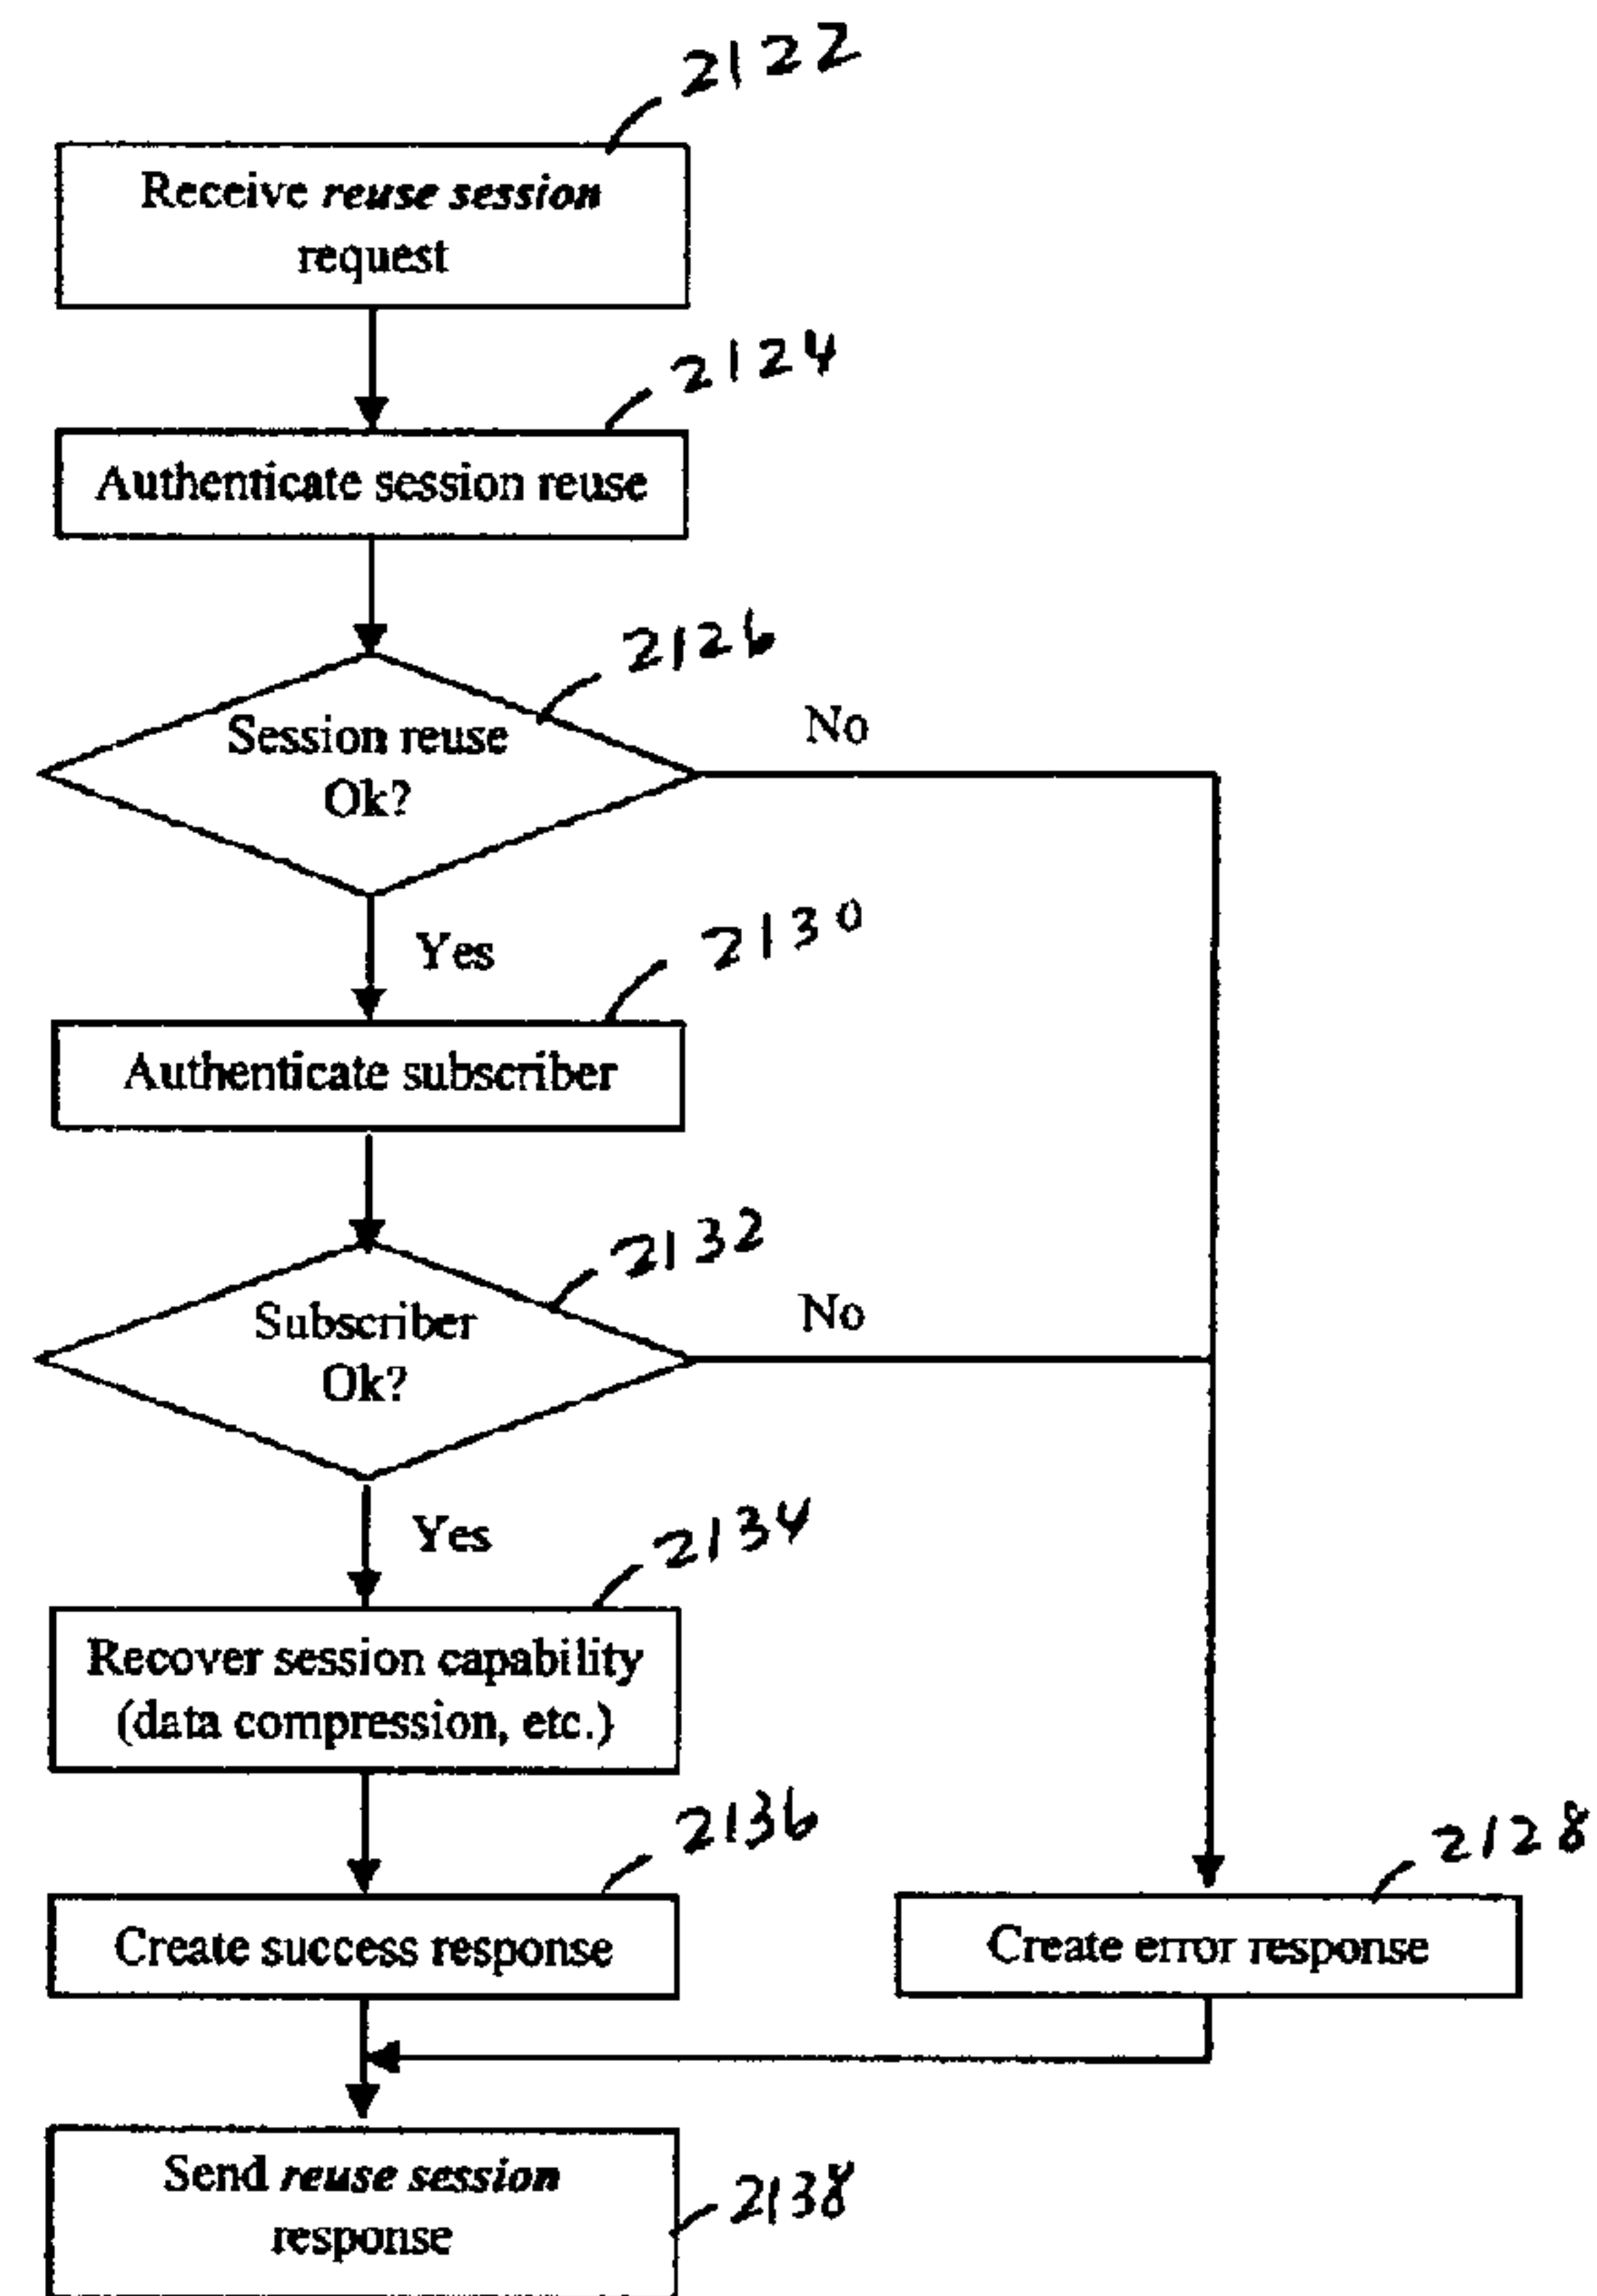 2122
Receive reuse session
request
2124
Authenticate session reuse
2126
Session reuse
Ok?
No
Yes
2130
Authenticate subscriber
2132
Subscriber
Ok?
No
Yes
2134
Recover session capability
(data compression, etc.)
2136
2128
Create success response
Create error response
Send reuse session
response
2138